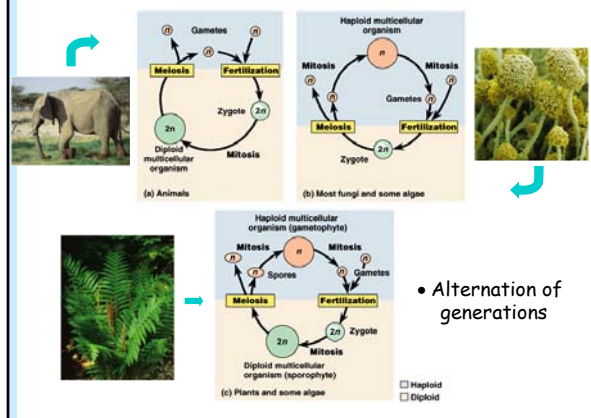 n
Gametes
n
n
Meiosis
Fertilization
Zygote
2n
2n
Diploid
multicellular
organism
Mitosis
(a) Animals
Haploid multicellular
organism
Mitosis
n
Mitosis
n
n
n
Gametes
n
Meiosis
Fertilization
2n
Zygote
(b) Most fungi and some algae
Haploid multicellular
organism (gametophyte)
Mitosis
n
Mitosis
n
n
Spores
n
n
Gametes
Meiosis
Fertilization
2n
2n
Zygote
Mitosis
Diploid multicellular
organism (sporophyte)
(c) Plants and some algae
• Alternation of
generations
Haploid
Diploid